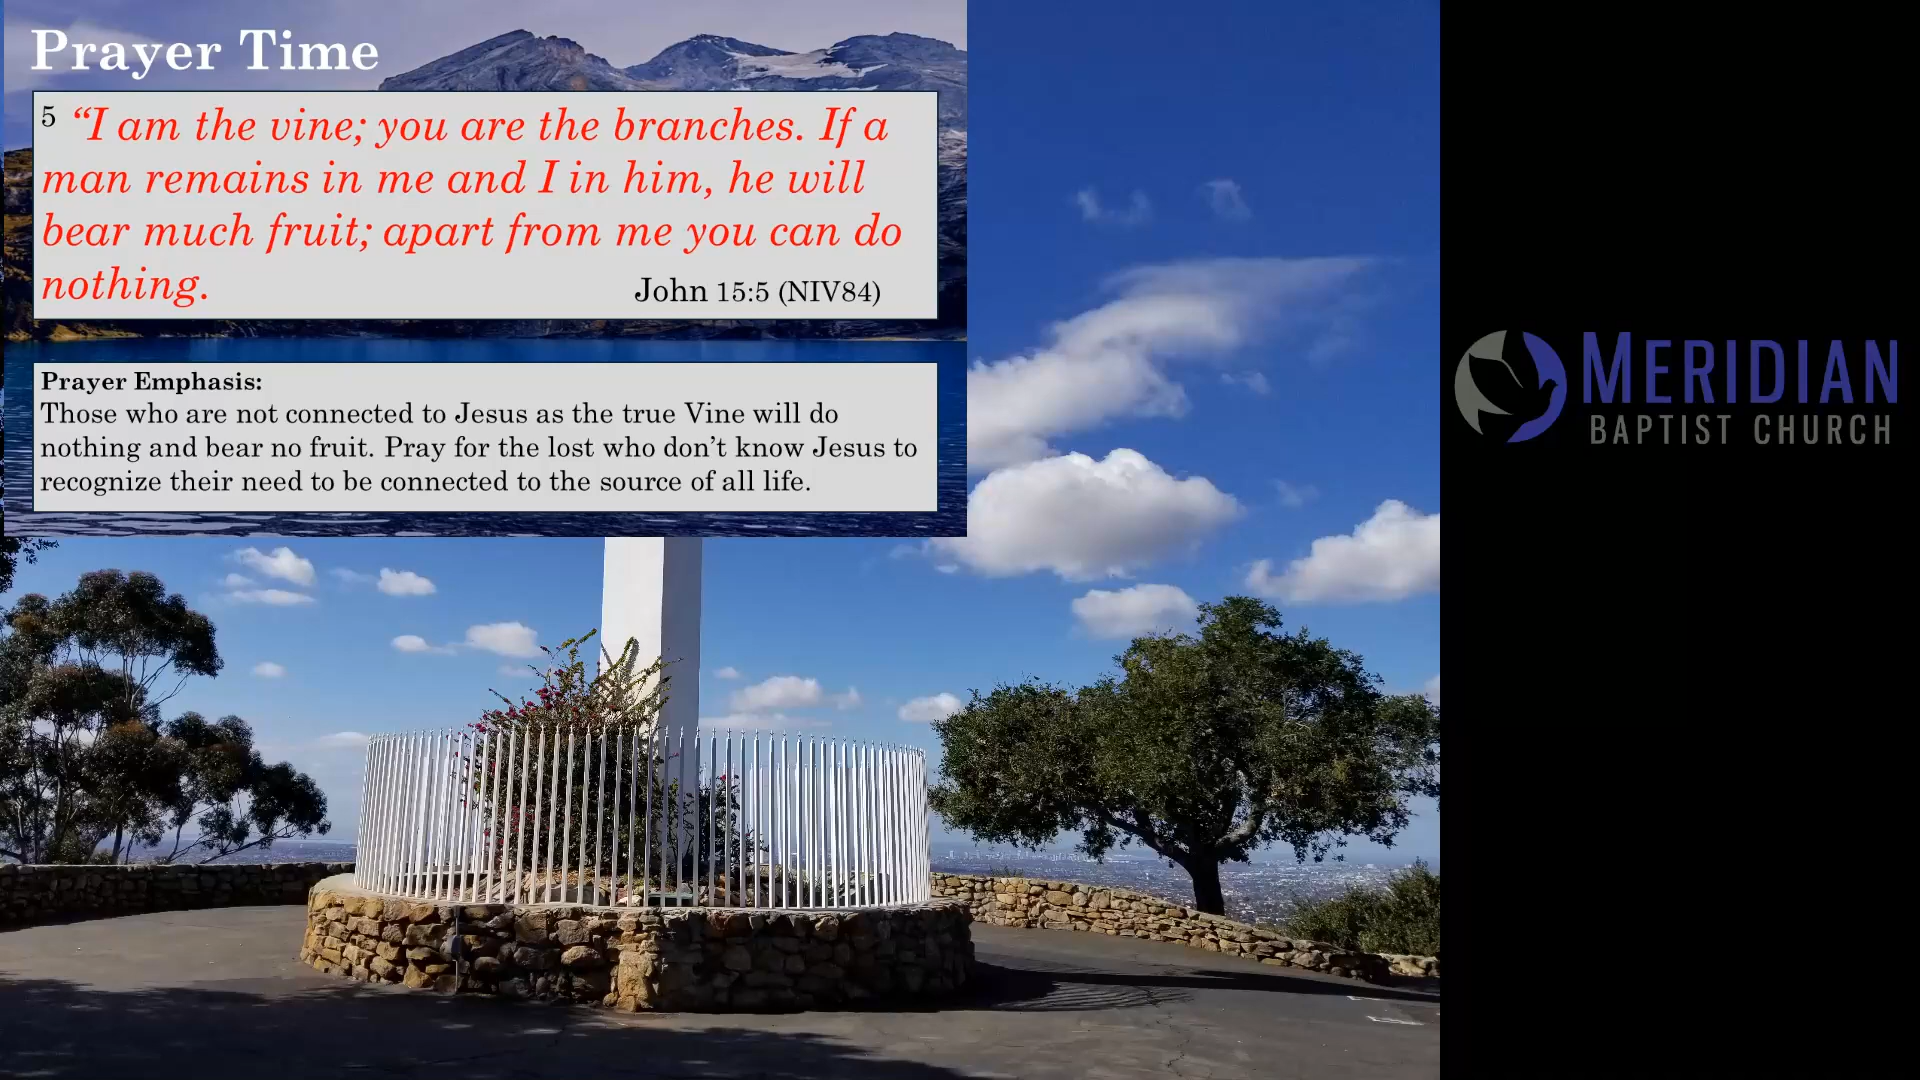 Prayer Time
5 “I am the vine; you are the branches. If a
man remains in me and I in him, he will
bear much fruit; apart from me you can do
nothing.
John 15:5 (NIV84)
Prayer Emphasis:
Those who are not connected to Jesus as the true Vine will do
nothing and bear no fruit. Pray for the lost who don’t know Jesus to
recognize their need to be connected to the source of all life.
MERIDIAN
BAPTIST CHURCH